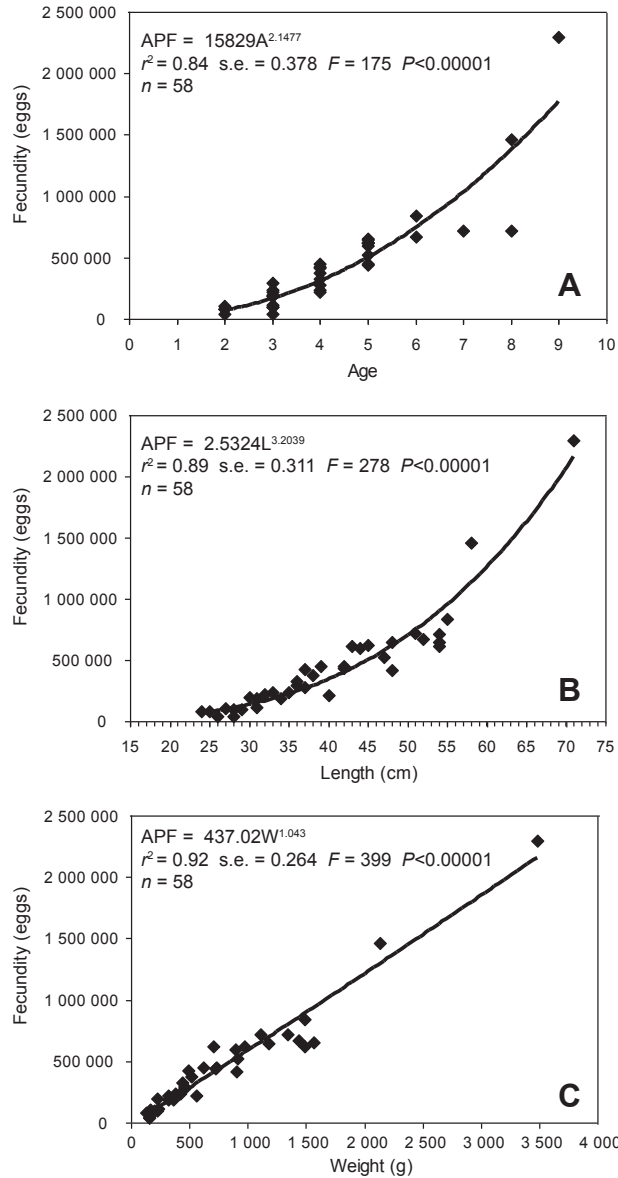 APF = 15829A^2.1477
r² = 0.84 s.e. = 0.378 F = 175 P<0.00001
n = 58
Fecundity (eggs)
2 500 000
2 000 000
1 500 000
1 000 000
500 000
0
0 1 2 3 4 5 6 7 8 9 10
Age
A
APF = 2.5324L^3.2039
r² = 0.89 s.e. = 0.311 F = 278 P<0.00001
n = 58
Fecundity (eggs)
2 500 000
2 000 000
1 500 000
1 000 000
500 000
0
15 20 25 30 35 40 45 50 55 60 65 70 75
Length (cm)
B
APF = 437.02W^1.043
r² = 0.92 s.e. = 0.264 F = 399 P<0.00001
n = 58
Fecundity (eggs)
2 500 000
2 000 000
1 500 000
1 000 000
500 000
0
0 500 1 000 1 500 2 000 2 500 3 000 3 500 4 000
Weight (g)
C